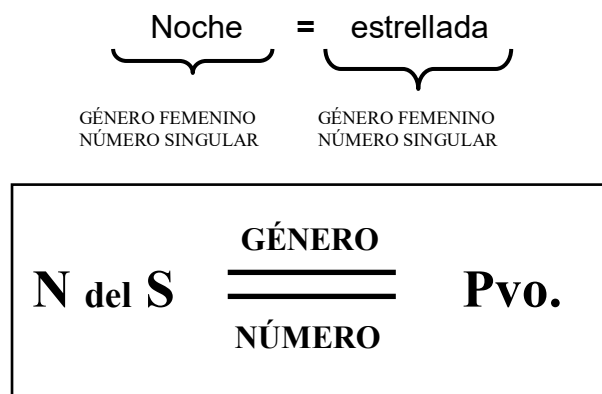 Noche = estrellada
GÉNERO FEMENINO GÉNERO FEMENINO
NÚMERO SINGULAR NÚMERO SINGULAR
GÉNERO
N del S Pvo.
NÚMERO